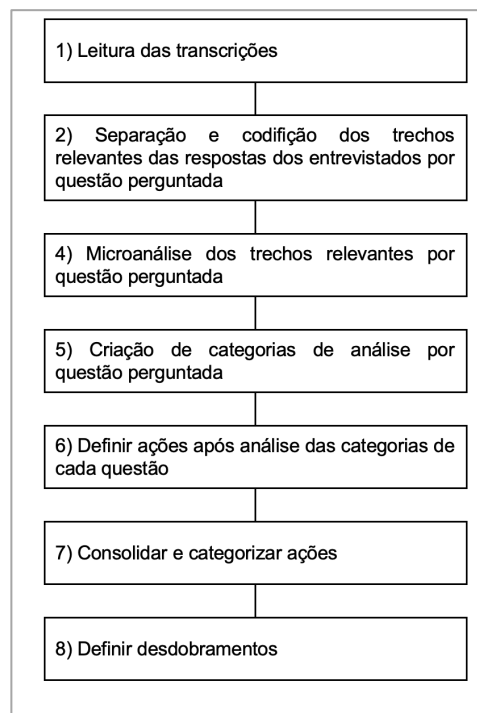 1) Leitura das transcrições
2) Separação e codifição dos trechos
relevantes das respostas dos entrevistados por
questão perguntada
4) Microanálise dos trechos relevantes por
questão perguntada
5) Criação de categorias de análise por
questão perguntada
6) Definir ações após análise das categorias de
cada questão
7) Consolidar e categorizar ações
8) Definir desdobramentos